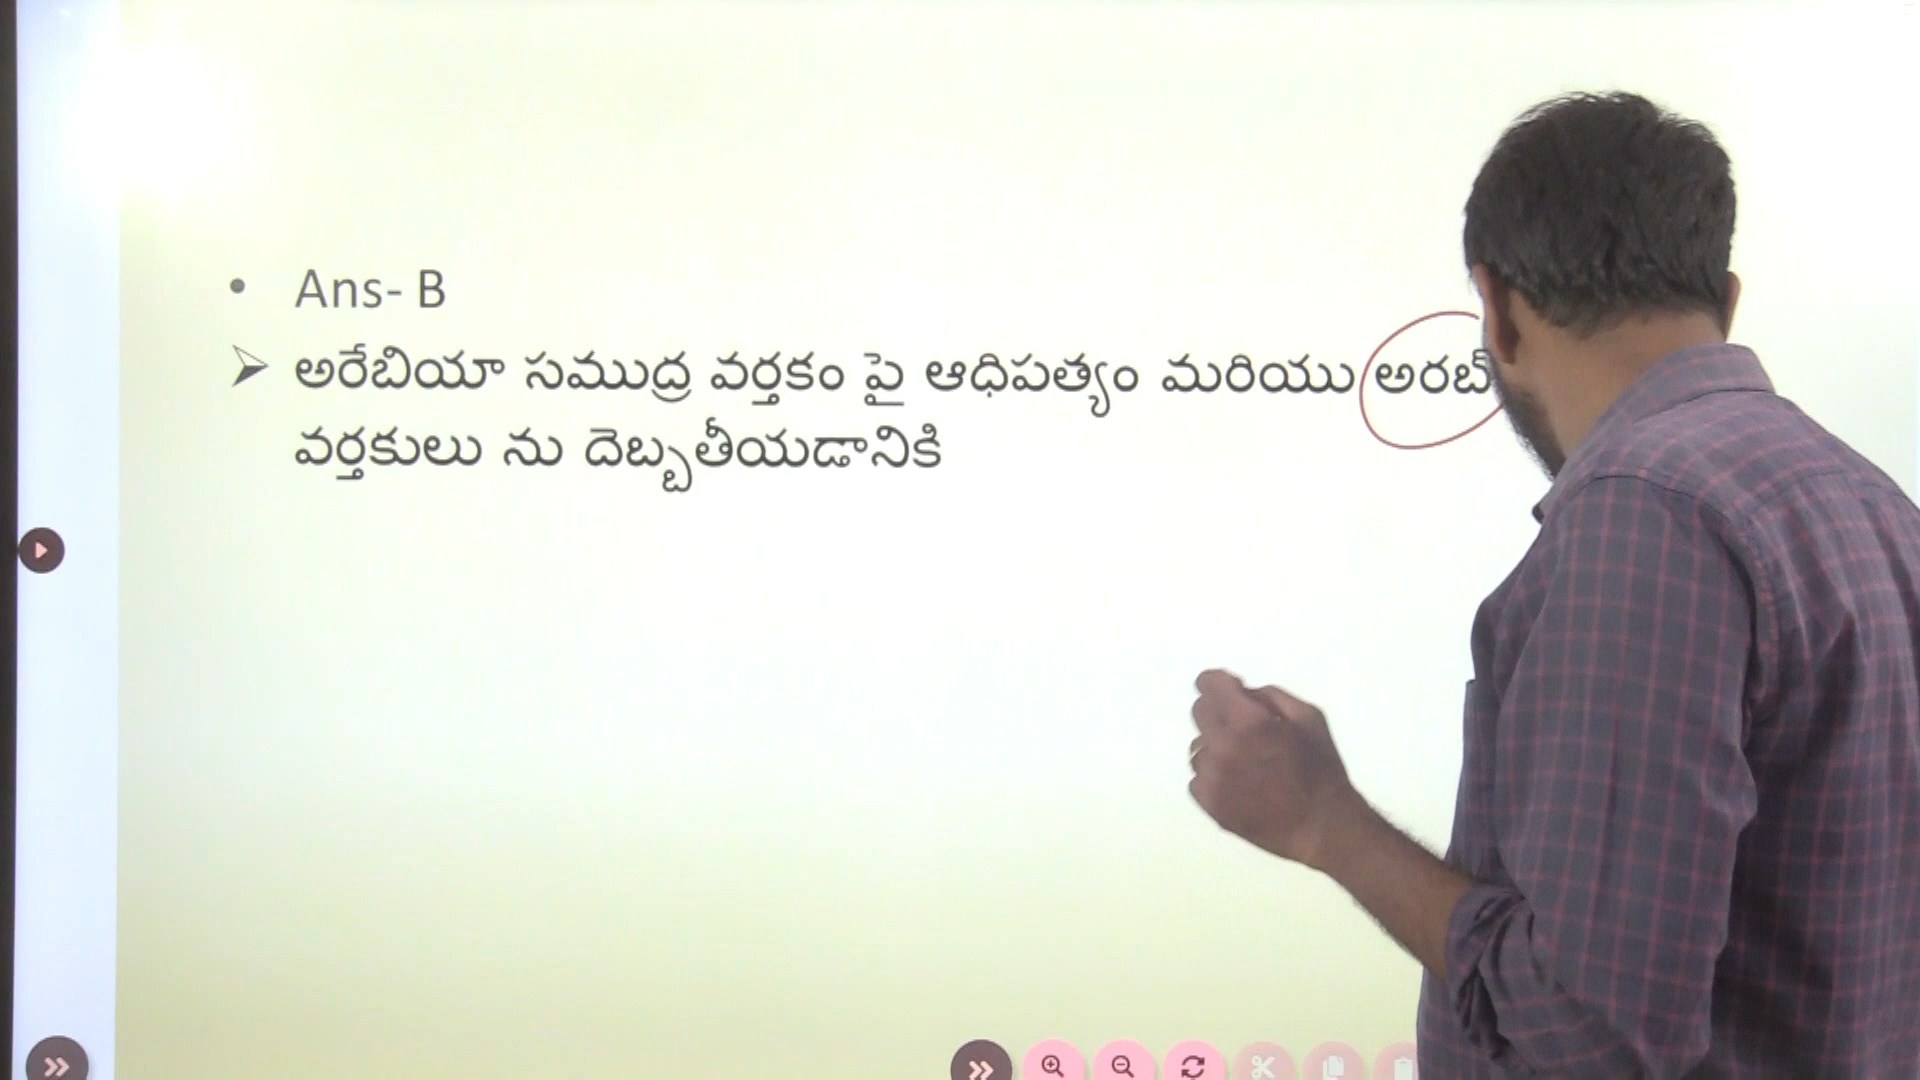 Ans- B
అరేబియా సముద్ర వర్తకం పై ఆధిపత్యం మరియు అరబ్
వర్తకులు ను దెబ్బతీయడానికి